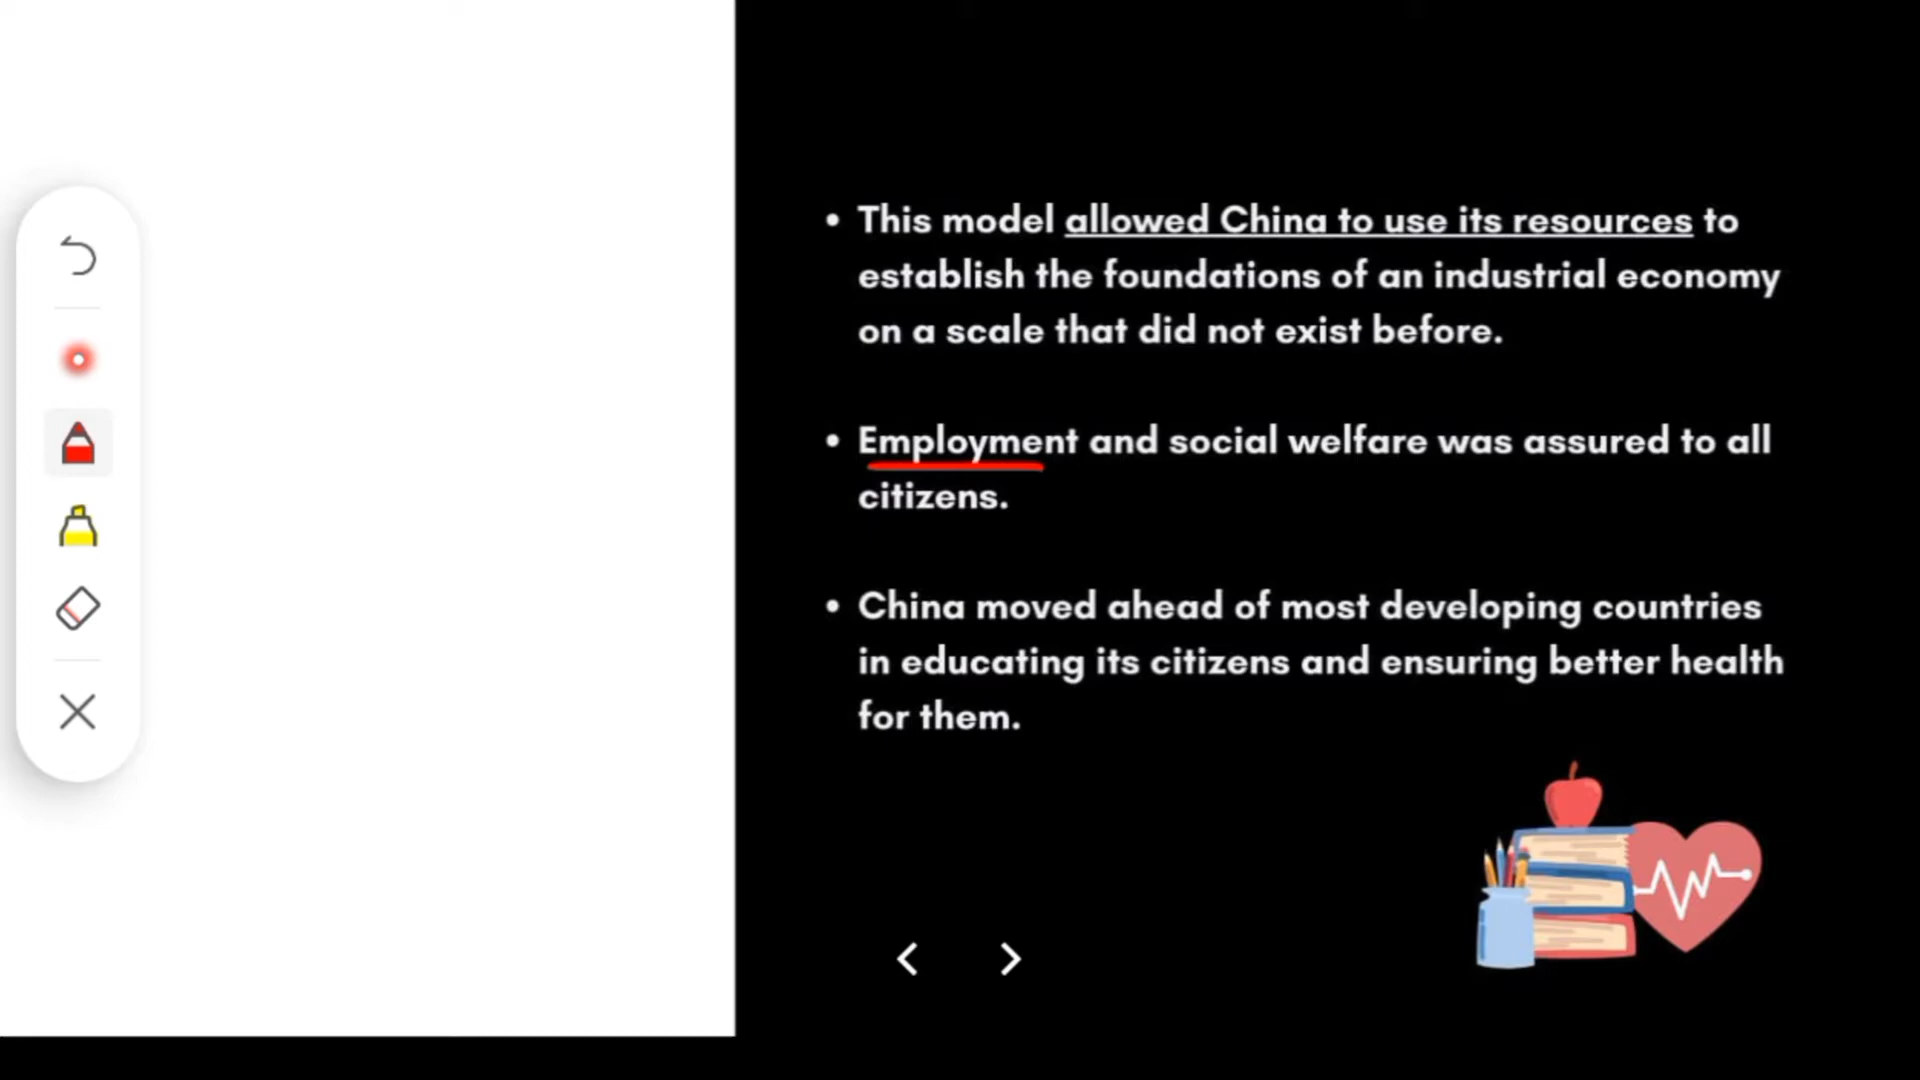 • This model allowed China to use its resources to
establish the foundations of an industrial economy
on a scale that did not exist before.
• Employment and social welfare was assured to all
citizens.
• China moved ahead of most developing countries
in educating its citizens and ensuring better health
for them.